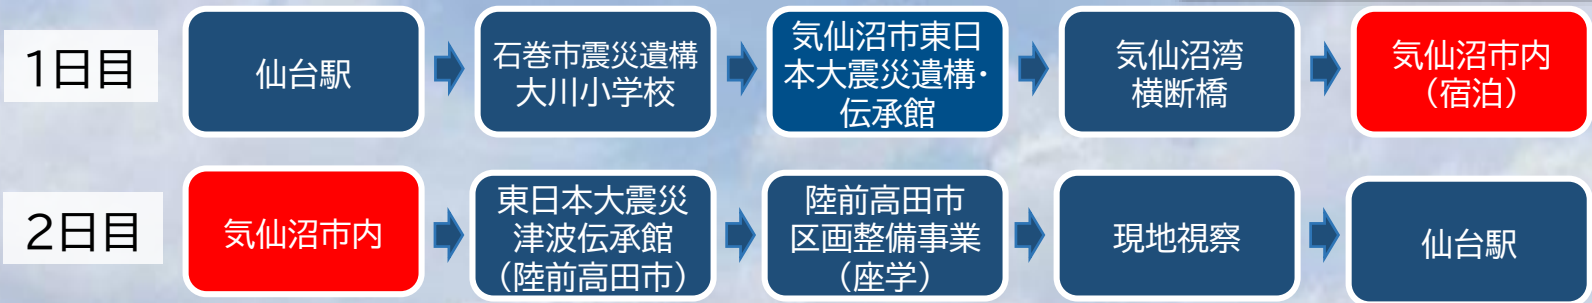 1日目
仙台駅
石巻市震災遺構
大川小学校
気仙沼市東日
本大震災遺構・
伝承館
気仙沼湾
横断橋
気仙沼市内
（宿泊）
2日目
気仙沼市内
東日本大震災
津波伝承館
（陸前高田市）
陸前高田市
区画整備事業
（座学）
現地視察
仙台駅